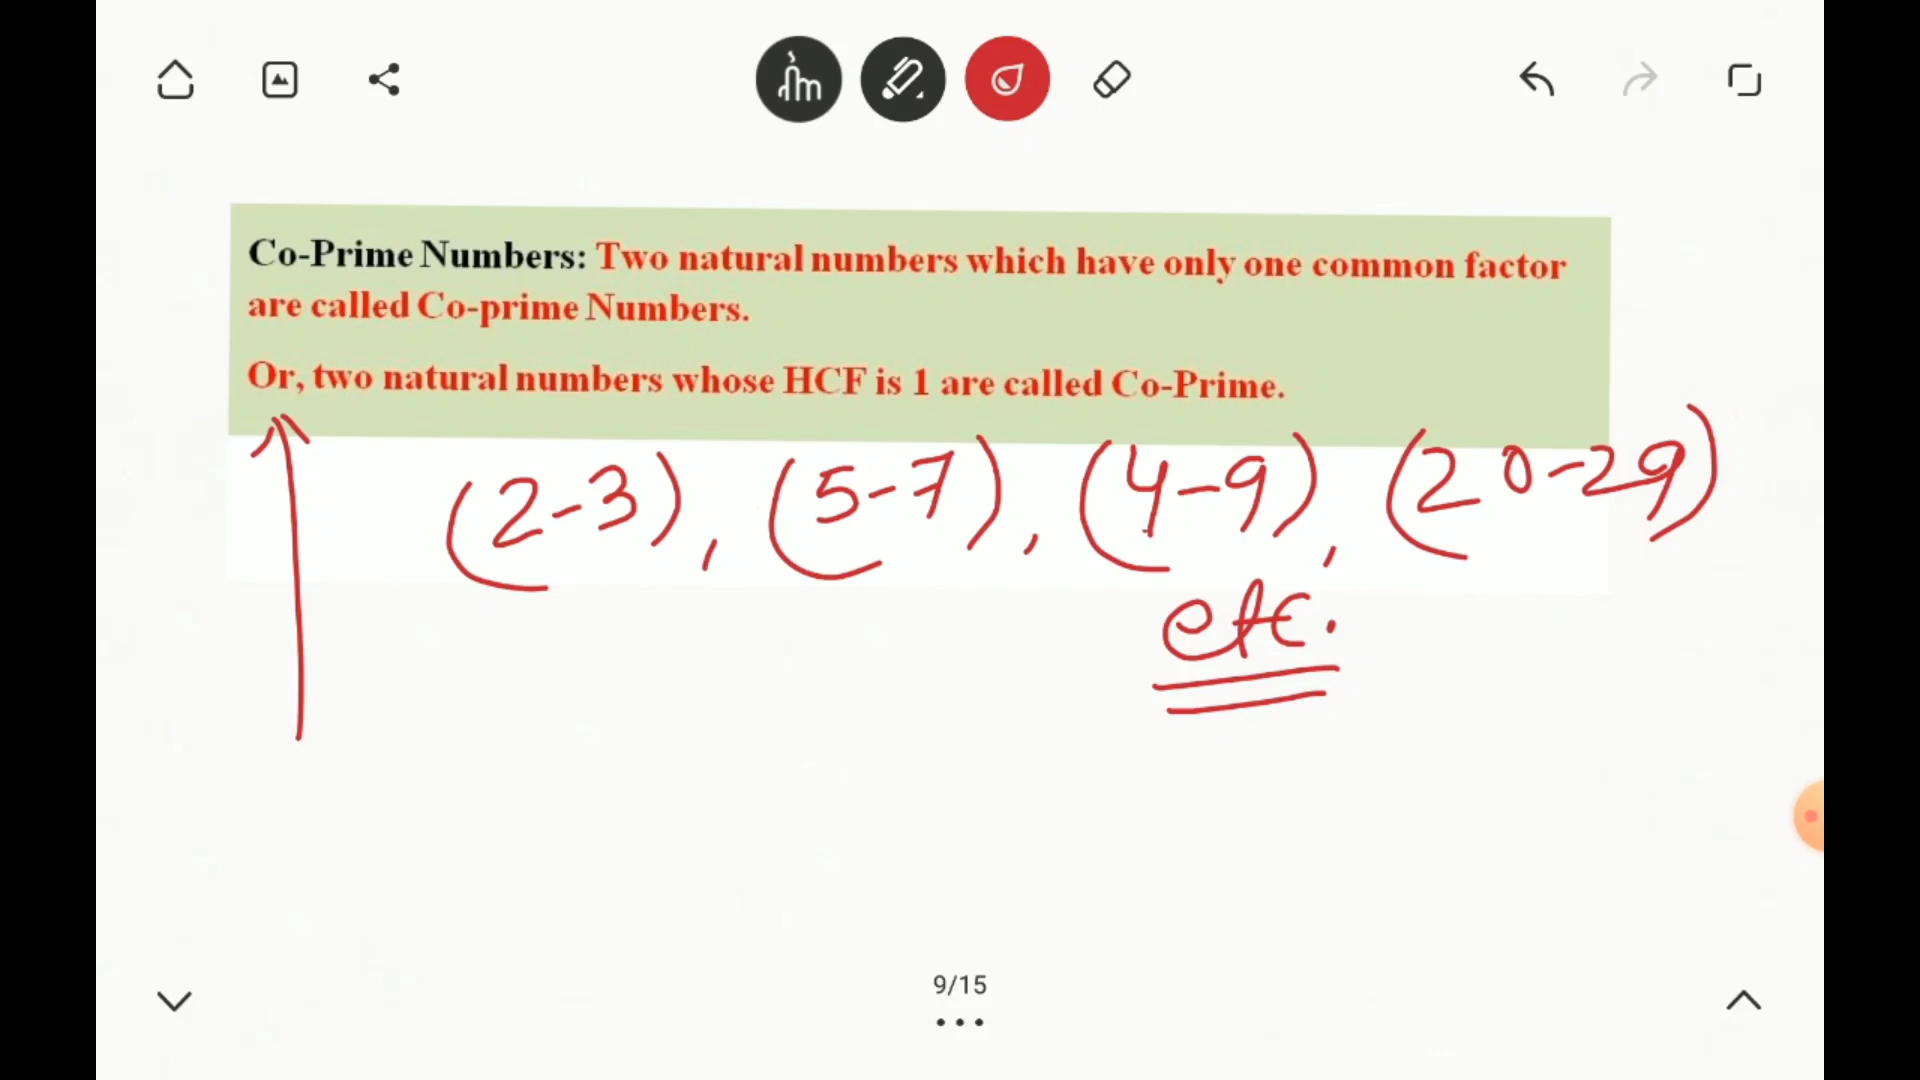 Co-Prime Numbers: Two natural numbers which have only one common factor
are called Co-prime Numbers.
Or, two natural numbers whose HCF is 1 are called Co-Prime.
(2-3), (5-7), (4-9), (20-29)
etc.
9/15